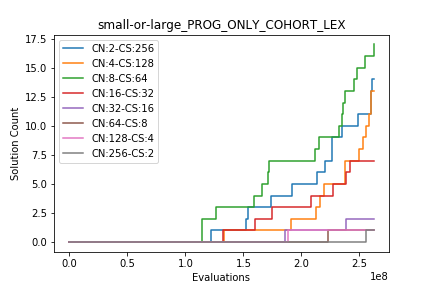 small-or-large_PROG_ONLY_COHORT_LEX
17.5
15.0
12.5
10.0
7.5
5.0
2.5
0.0
Solution Count
CN:2-CS:256
CN:4-CS:128
CN:8-CS:64
CN:16-CS:32
CN:32-CS:16
CN:64-CS:8
CN:128-CS:4
CN:256-CS:2
0.0 0.5 1.0 1.5 2.0 2.5
1e8
Evaluations